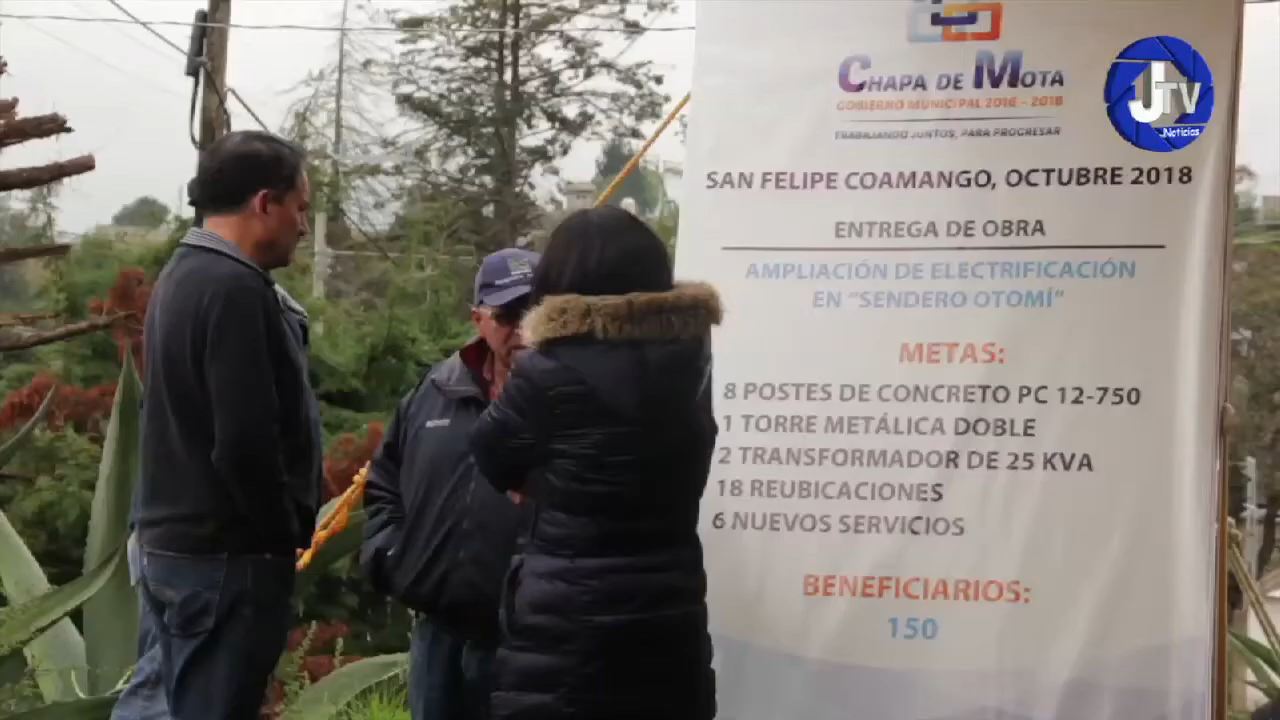 CHAPA DE MOTA
GOBIERNO MUNICIPAL 2016 - 2018
TRABAJANDO JUNTOS, PARA PROGRESAR
JTV
Noticias
SAN FELIPE COAMANGO, OCTUBRE 2018
ENTREGA DE OBRA
AMPLIACIÓN DE ELECTRIFICACIÓN
EN “SENDERO OTOMÍ”
METAS:
8 POSTES DE CONCRETO PC 12-750
1 TORRE METÁLICA DOBLE
2 TRANSFORMADOR DE 25 KVA
18 REUBICACIONES
6 NUEVOS SERVICIOS
BENEFICIARIOS:
150